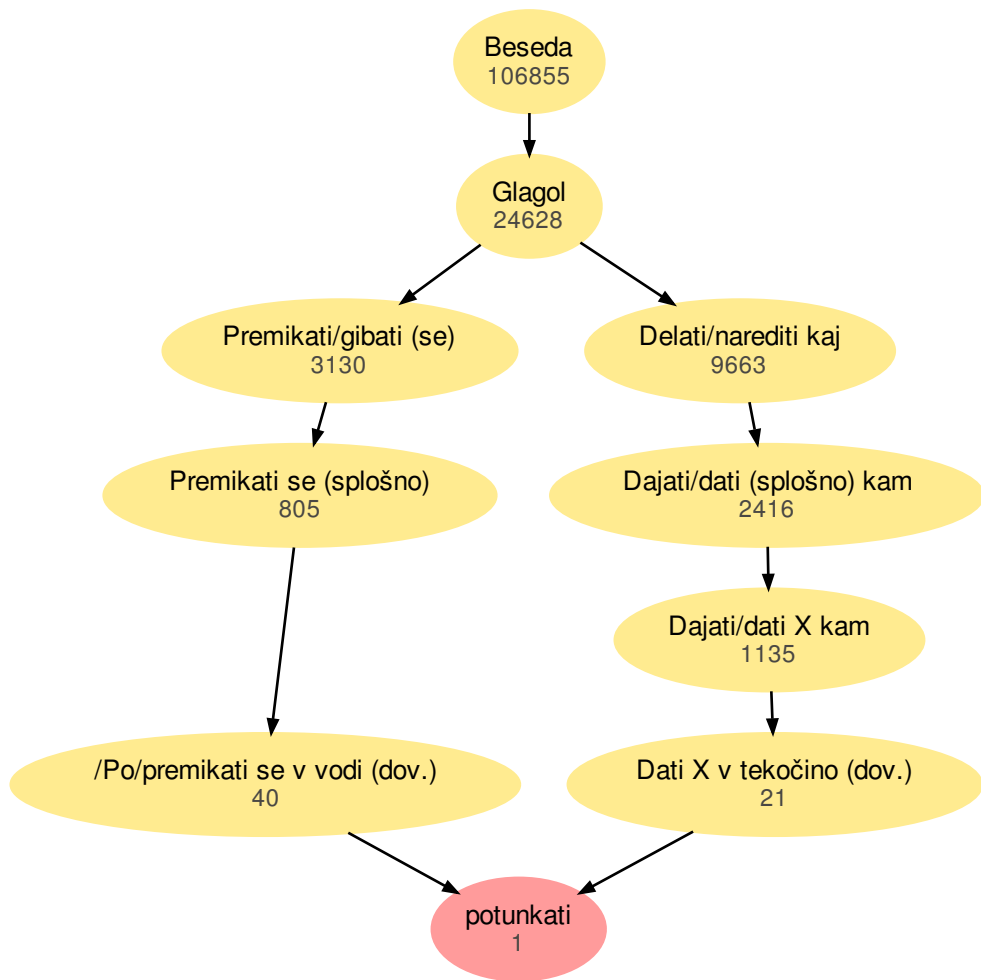 Beseda
106855
Glagol
24628
Premikati/gibati (se)
3130
Delati/narediti kaj
9663
Premikati se (splošno)
805
Dajati/dati (splošno) kam
2416
Dajati/dati X kam
1135
/Po/premikati se v vodi (dov.)
40
Dati X v tekočino (dov.)
21
potunkati
1